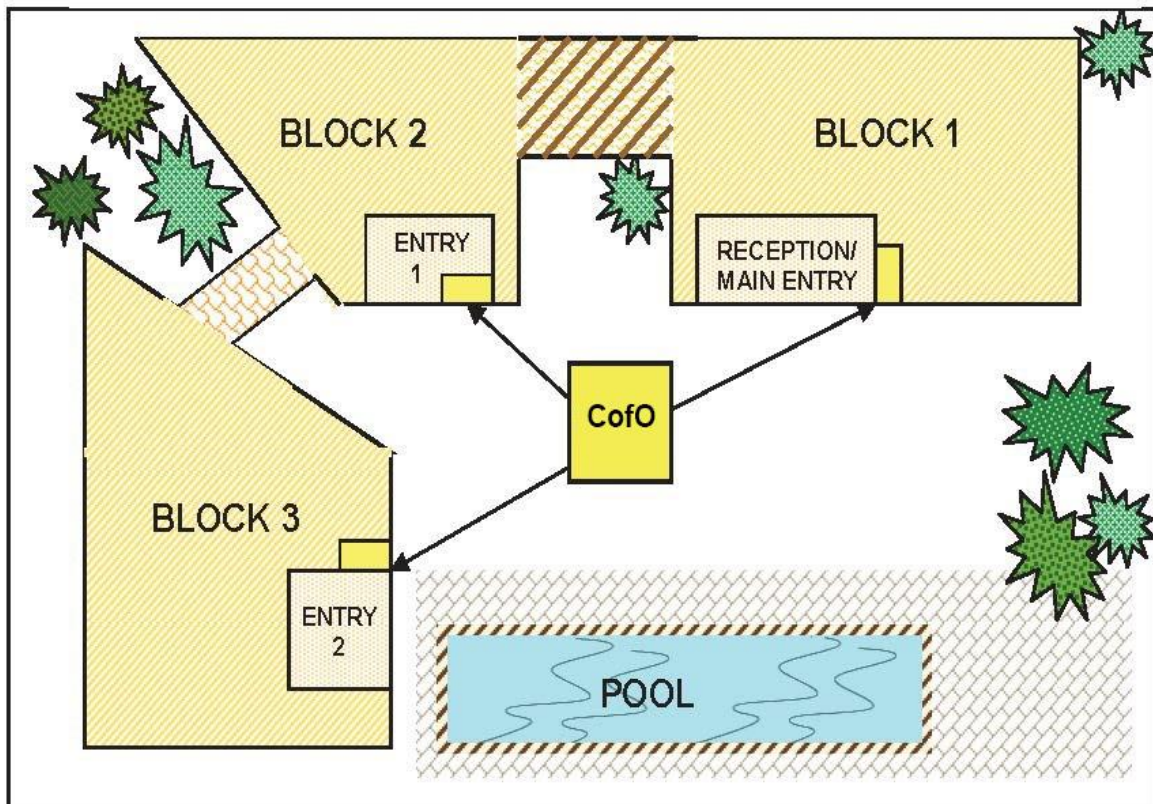 BLOCK 2
BLOCK 1
ENTRY
1
RECEPTION/
MAIN ENTRY
CofO
BLOCK 3
ENTRY
2
POOL